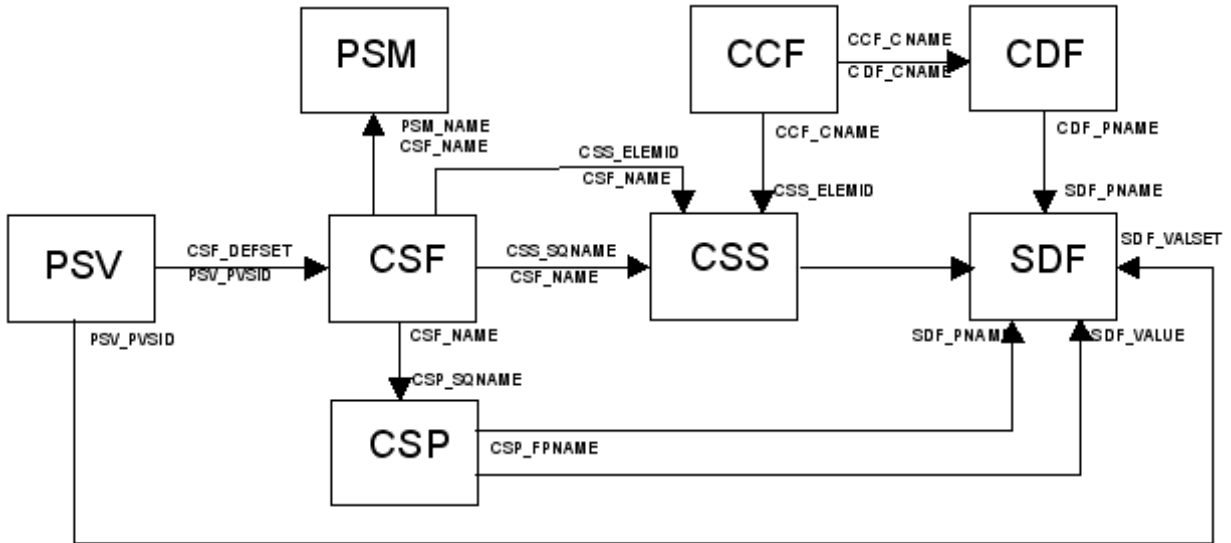 PSM
CCF
CCF_CNAME
CDF_CNAME
CDF
PSM_NAME
CSF_NAME
CCF_CNAME
CDF_PNAME
CSS_ELEMID
CSF_NAME
CSS_ELEMID
SDF_PNAME
PSV
CSF_DEFSET
PSV_PVSID
CSF
CSS_SQNAME
CSF_NAME
CSS
SDF
SDF_VALSET
PSV_PVSID
CSF_NAME
SDF_PNAME
SDF_VALUE
CSP_SQNAME
CSP
CSP_FPNAME